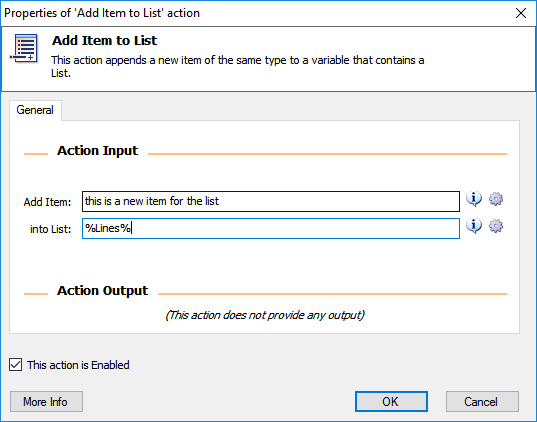 Properties of 'Add Item to List' action
Add Item to List
This action appends a new item of the same type to a variable that contains a
List.
General
Action Input
Add Item: this is a new item for the list
into List: %Lines%
Action Output
(This action does not provide any output)
This action is Enabled
More Info OK Cancel